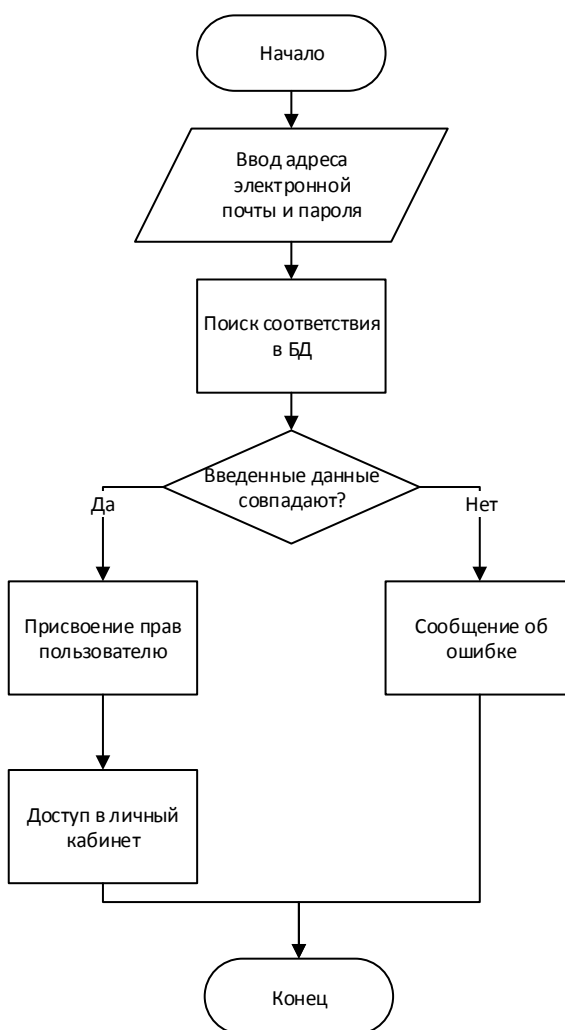 Начало
Ввод адреса
электронной
почты и пароля
Поиск соответствия
в БД
Введенные данные
совпадают?
Да
Нет
Присвоение прав
пользователю
Сообщение об
ошибке
Доступ в личный
кабинет
Конец